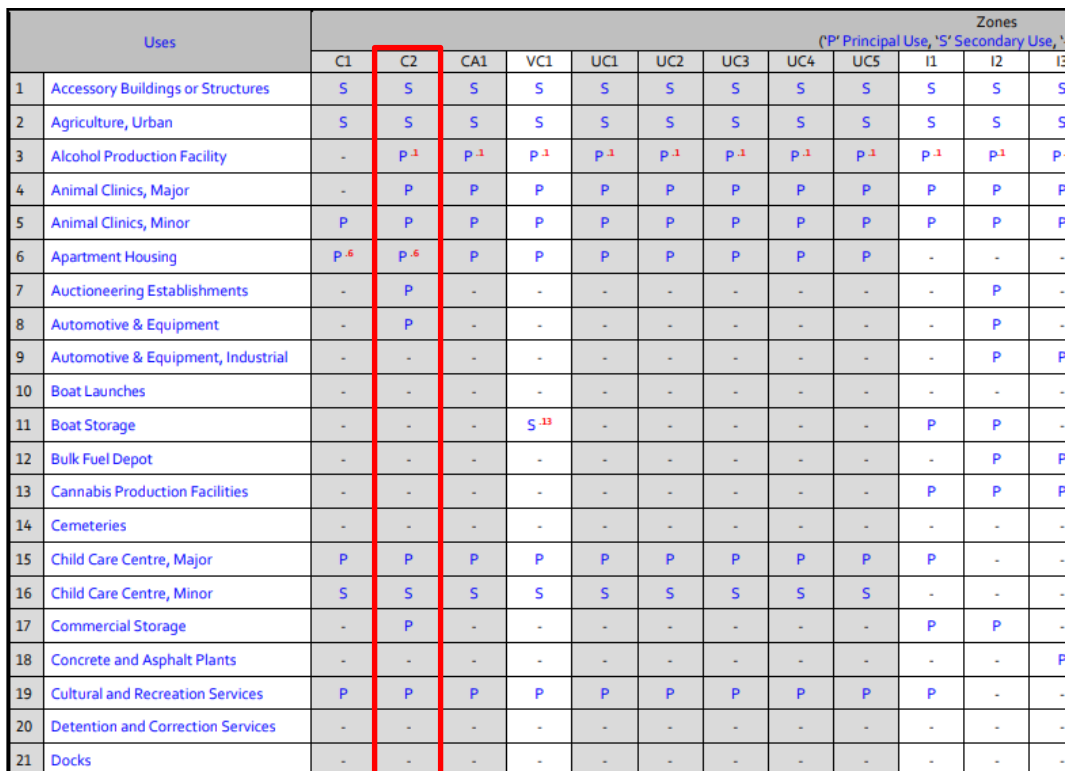 Zones
Uses ('P' Principal Use, 'S' Secondary Use, '-
C1 C2 CA1 VC1 UC1 UC2 UC3 UC4 UC5 I1 I2 I3
1 Accessory Buildings or Structures S S S S S S S S S S S S
2 Agriculture, Urban S S S S S S S S S S S S
3 Alcohol Production Facility - P .1 P .1 P .1 P .1 P .1 P .1 P .1 P .1 P .1 P .1 P .
4 Animal Clinics, Major - P P P P P P P P P P P
5 Animal Clinics, Minor P P P P P P P P P P P P
6 Apartment Housing P .6 P .6 P P P P P P P - - -
7 Auctioneering Establishments - P - - - - - - - - P -
8 Automotive & Equipment - P - - - - - - - - P -
9 Automotive & Equipment, Industrial - - - - - - - - - - P P
10 Boat Launches - - - - - - - - - - - -
11 Boat Storage - - - S .13 - - - - - P P -
12 Bulk Fuel Depot - - - - - - - - - - P P
13 Cannabis Production Facilities - - - - - - - - - P P P
14 Cemeteries - - - - - - - - - - - -
15 Child Care Centre, Major P P P P P P P P P P - -
16 Child Care Centre, Minor S S S S S S S S S - - -
17 Commercial Storage - P - - - - - - - P P -
18 Concrete and Asphalt Plants - - - - - - - - - - - P
19 Cultural and Recreation Services P P P P P P P P P P - -
20 Detention and Correction Services - - - - - - - - - - - -
21 Docks - - - - - - - - - - - -